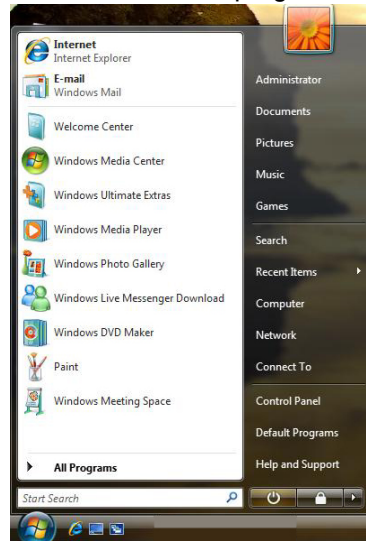 Internet
Internet Explorer
E-mail
Windows Mail
Welcome Center
Windows Media Center
Windows Ultimate Extras
Windows Media Player
Windows Photo Gallery
Windows Live Messenger Download
Windows DVD Maker
Paint
Windows Meeting Space
All Programs
Start Search
Administrator
Documents
Pictures
Music
Games
Search
Recent Items
Computer
Network
Connect To
Control Panel
Default Programs
Help and Support